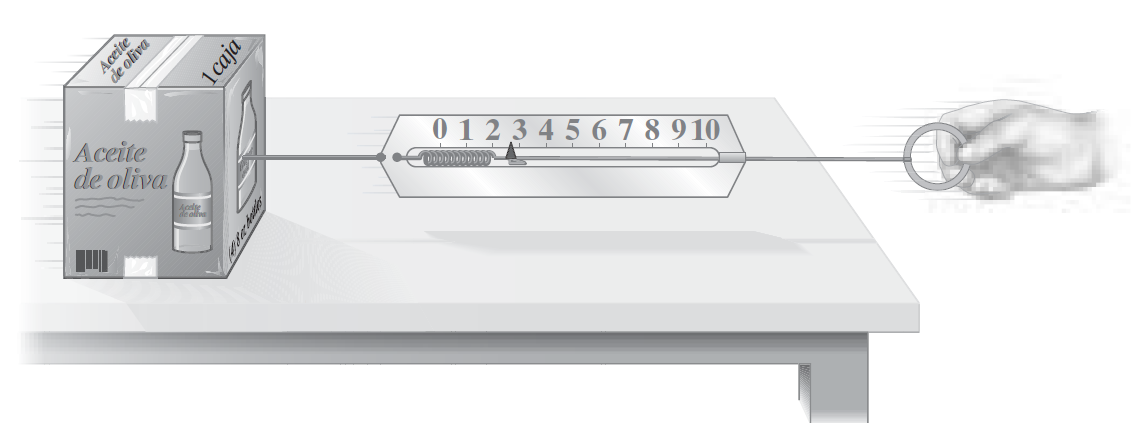 Aceite
de oliva
1 caja
Aceite
de oliva
Aceite
de oliva
0 1 2 3 4 5 6 7 8 9 10